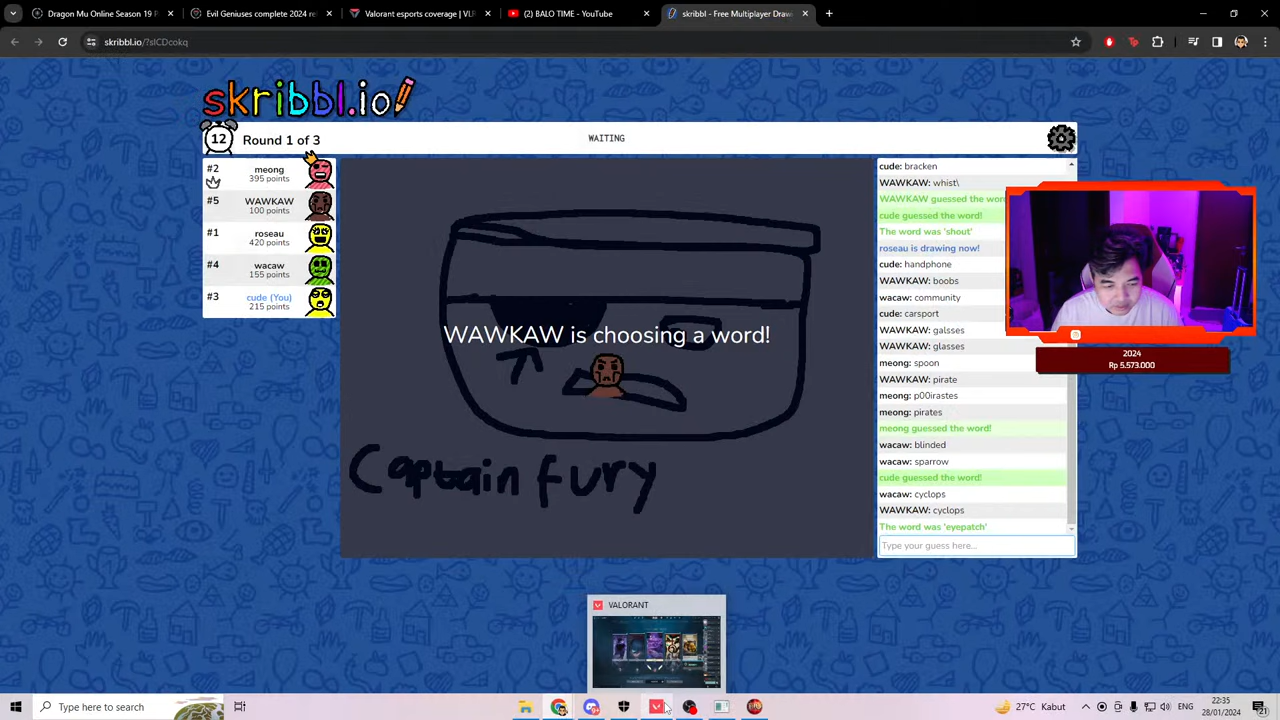 Dragon Mu Online Season 19 P
Evil Geniuses complete 2024 re
Valorant esports coverage | VL
(2) BALO TIME - YouTube
skribbl - Free Multiplayer Draw
skribbl.io/?sICDcokq
skribbl.io
12
Round 1 of 3
WAITING
#2
meong
395 points
#5
WAWKAW
100 points
#1
roseau
420 points
#4
wacaw
155 points
#3
cude (You)
215 points
WAWKAW is choosing a word!
Captain fury
cude: bracken
WAWKAW: whist\
WAWKAW guessed the wor
cude guessed the word!
The word was 'shout'
roseau is drawing now!
cude: handphone
WAWKAW: boobs
wacaw: community
cude: carsport
WAWKAW: galsses
WAWKAW: glasses
meong: spoon
WAWKAW: pirate
meong: p00irastes
meong: pirates
meong guessed the word!
wacaw: blinded
wacaw: sparrow
cude guessed the word!
wacaw: cyclops
WAWKAW: cyclops
The word was 'eyepatch'
Type your guess here...
2024
Rp 5.573.000
VALORANT
Type here to search
27°C Kabut
ENG
22:35
28/01/2024